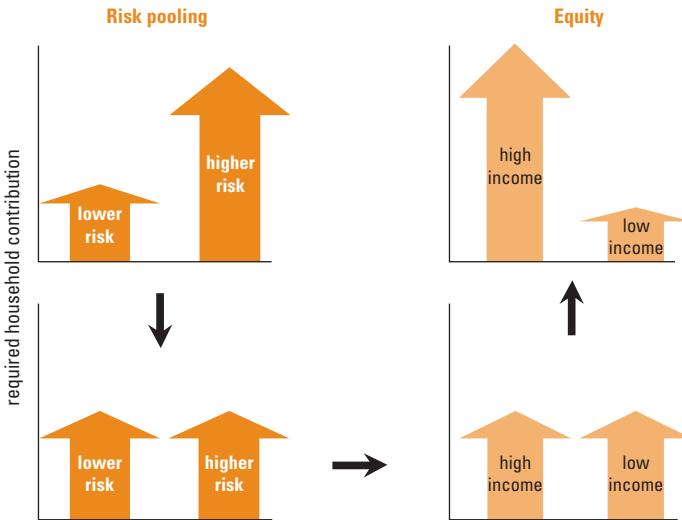 Risk pooling
Equity
required household contribution
lower
risk
higher
risk
high
income
low
income
lower
risk
higher
risk
high
income
low
income